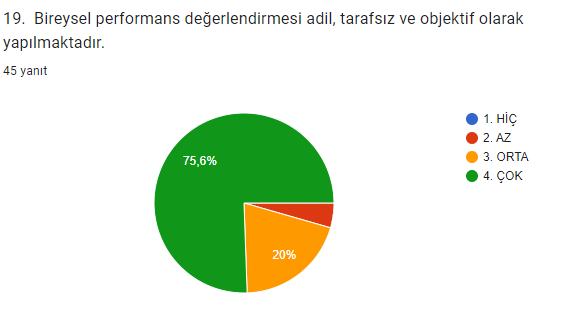 19.  Bireysel performans değerlendirmesi adil, tarafsız ve objektif olarak
yapılmaktadır.
45 yanıt
75,6%
20%
1. HİÇ
2. AZ
3. ORTA
4. ÇOK